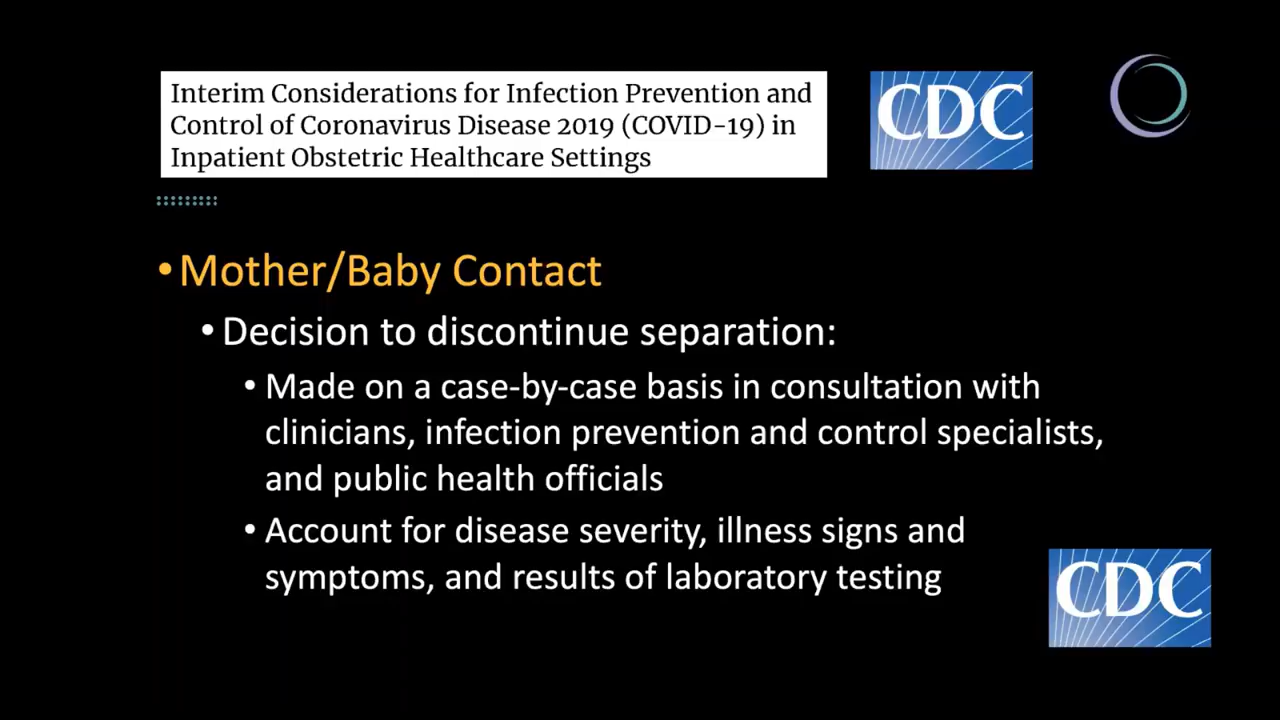 Interim Considerations for Infection Prevention and
Control of Coronavirus Disease 2019 (COVID-19) in
Inpatient Obstetric Healthcare Settings
CDC
•Mother/Baby Contact
•Decision to discontinue separation:
•Made on a case-by-case basis in consultation with
clinicians, infection prevention and control specialists,
and public health officials
•Account for disease severity, illness signs and
symptoms, and results of laboratory testing
CDC